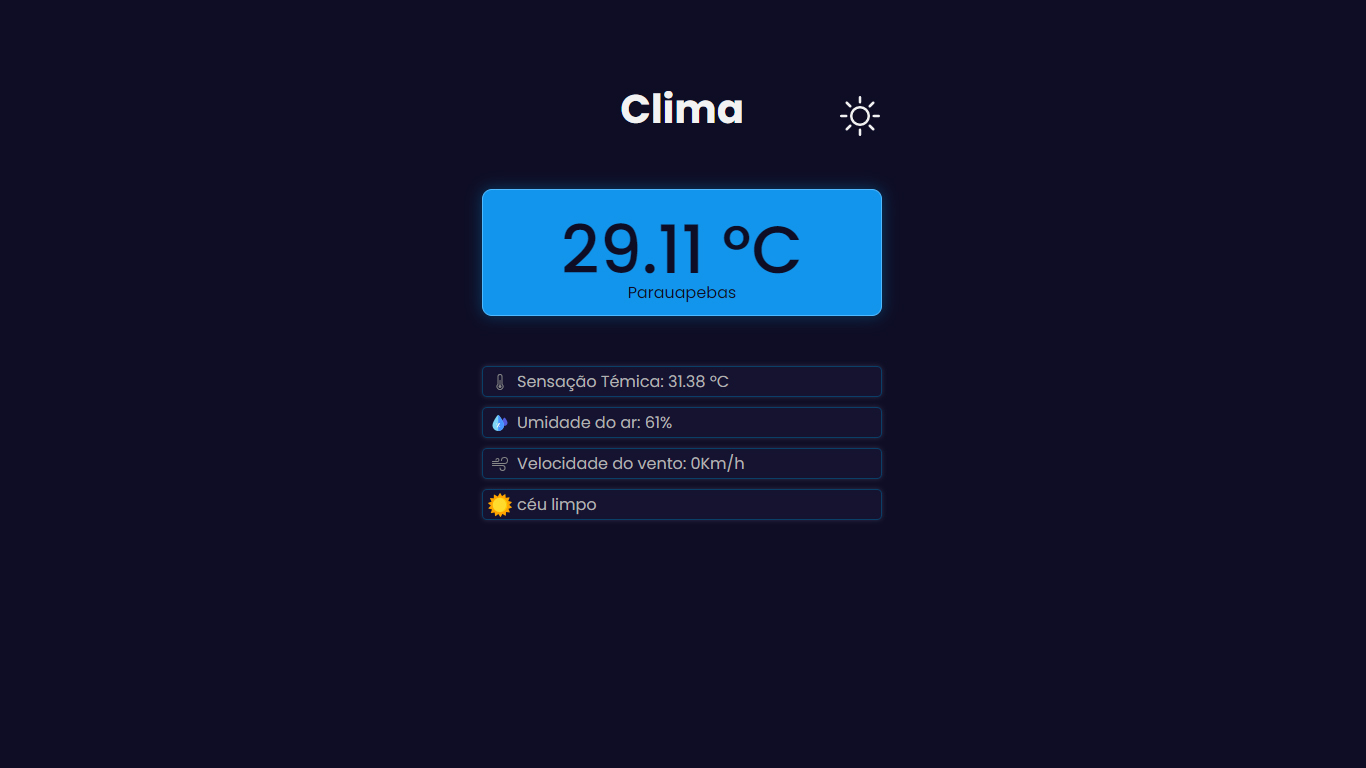 Clima
29.11 °C
Parauapebas
Sensação Témica: 31.38 °C
Umidade do ar: 61%
Velocidade do vento: 0Km/h
céu limpo